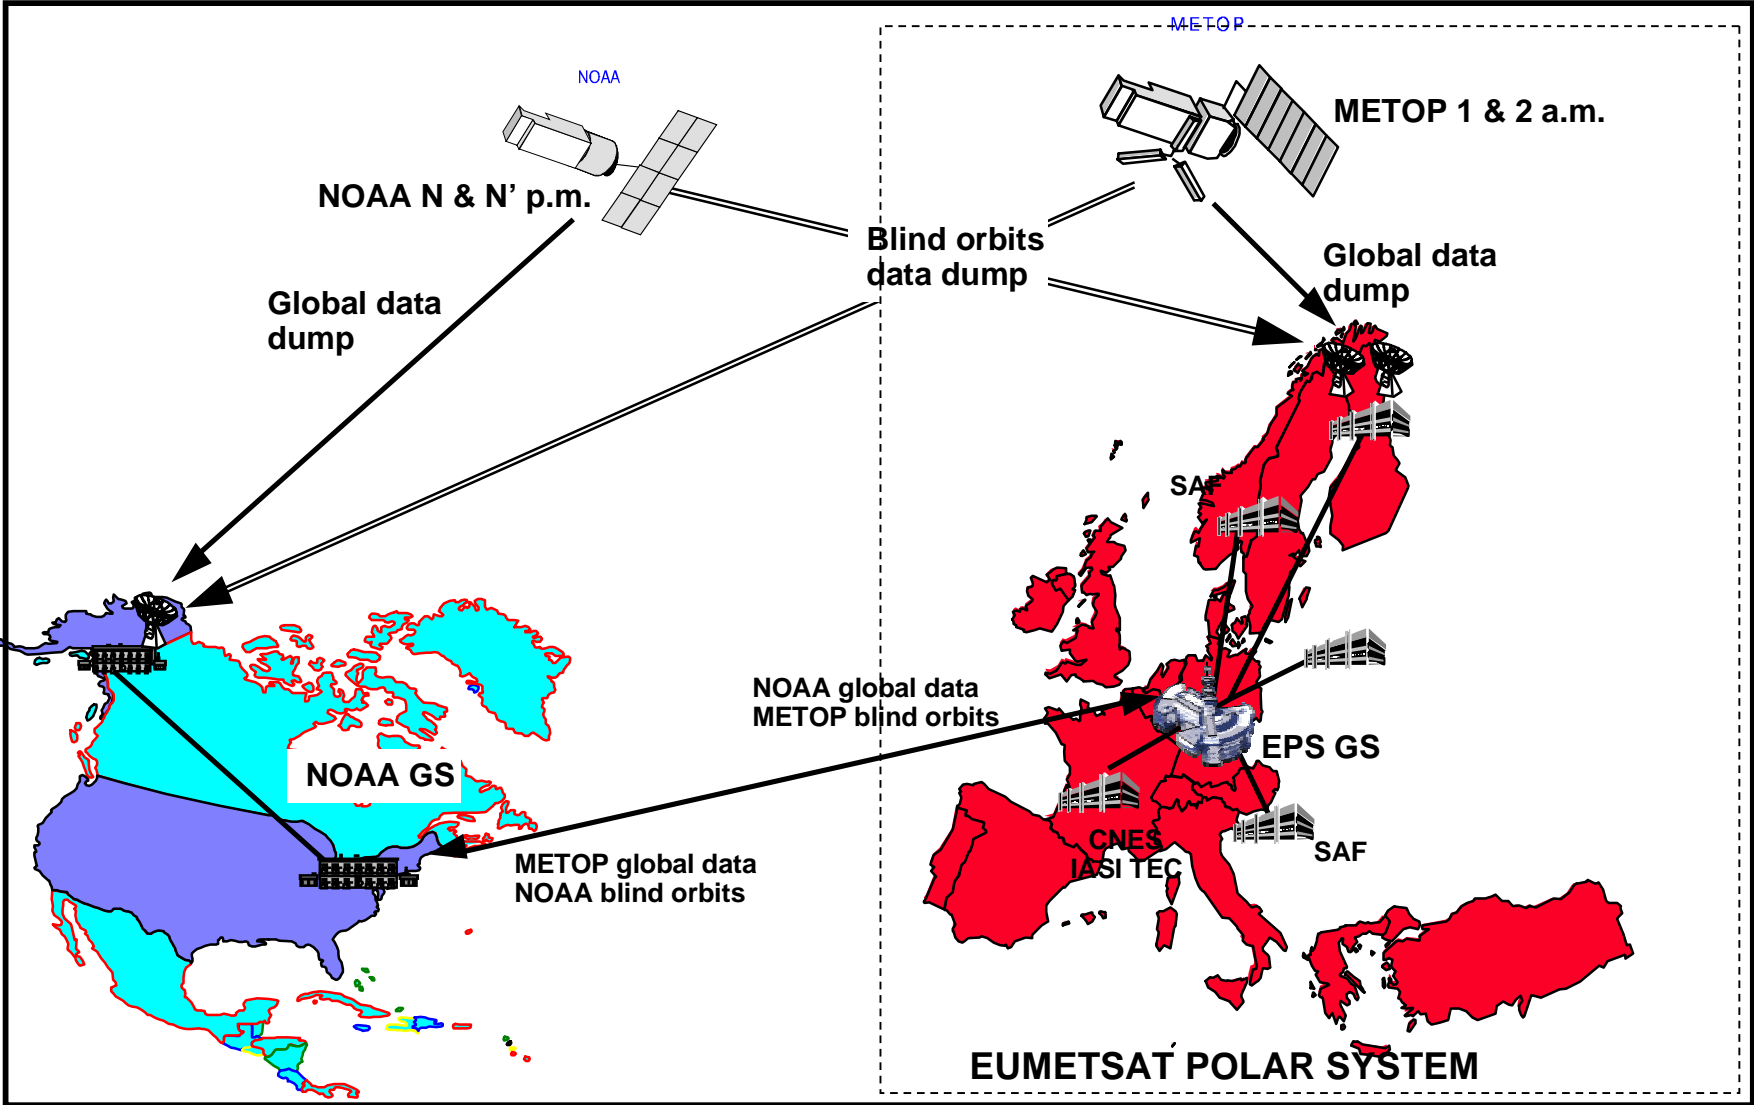 METOP
NOAA
METOP 1 & 2 a.m.
NOAA N & N’ p.m.
Blind orbits
data dump
Global data
dump
Global data
dump
SAF
NOAA global data
METOP blind orbits
EPS GS
NOAA GS
CNES
IASI TEC
SAF
METOP global data
NOAA blind orbits
EUMETSAT POLAR SYSTEM